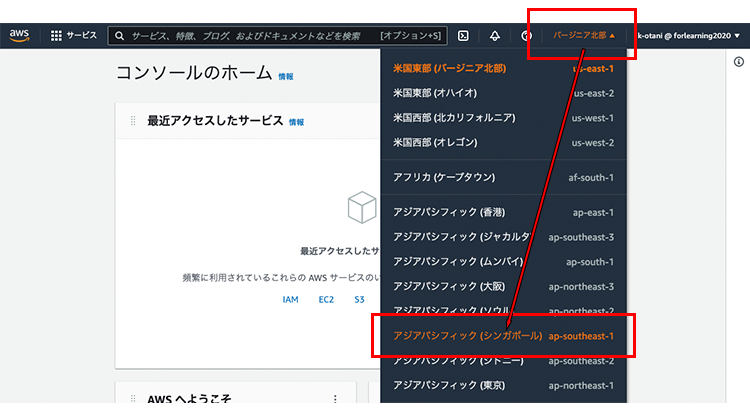 aws
サービス
サービス、特徴、ブログ、およびドキュメントなどを検索
[オプション+S]
バージニア北部
k-otani @ forlearning2020
コンソールのホーム 情報
最近アクセスしたサービス 情報
最近アクセスしたサ
頻繁に利用されているこれらの AWS サービスのい
IAM EC2 S3
AWS へようこそ
米国東部 (バージニア北部) us-east-1
米国東部 (オハイオ) us-east-2
米国西部 (北カリフォルニア) us-west-1
米国西部 (オレゴン) us-west-2
アフリカ (ケープタウン) af-south-1
アジアパシフィック (香港) ap-east-1
アジアパシフィック (ジャカルタ) ap-southeast-3
アジアパシフィック (ムンバイ) ap-south-1
アジアパシフィック (大阪) ap-northeast-3
アジアパシフィック (ソウル) ap-northeast-2
アジアパシフィック (シンガポール) ap-southeast-1
アジアパシフィック (シドニー) ap-southeast-2
アジアパシフィック (東京) ap-northeast-1